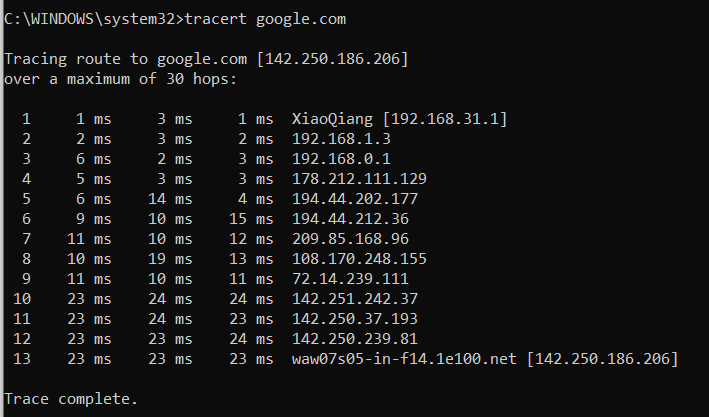 C:\WINDOWS\system32>tracert google.com
Tracing route to google.com [142.250.186.206]
over a maximum of 30 hops:
1 1 ms 3 ms 1 ms XiaoQiang [192.168.31.1]
2 2 ms 3 ms 2 ms 192.168.1.3
3 6 ms 2 ms 3 ms 192.168.0.1
4 5 ms 3 ms 3 ms 178.212.111.129
5 6 ms 14 ms 4 ms 194.44.202.177
6 9 ms 10 ms 15 ms 194.44.212.36
7 11 ms 10 ms 12 ms 209.85.168.96
8 10 ms 19 ms 13 ms 108.170.248.155
9 11 ms 10 ms 11 ms 72.14.239.111
10 23 ms 24 ms 24 ms 142.251.242.37
11 23 ms 24 ms 23 ms 142.250.37.193
12 23 ms 23 ms 24 ms 142.250.239.81
13 23 ms 23 ms 23 ms waw07s05-in-f14.1e100.net [142.250.186.206]
Trace complete.